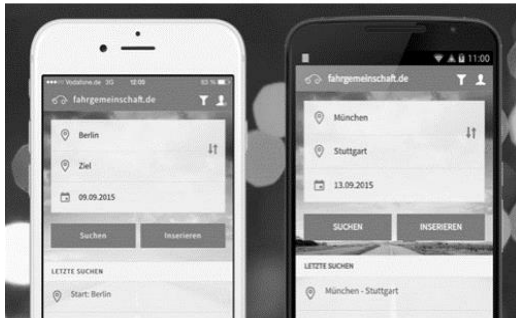 Vodafone.de 3G 12:00 83 %
fahrgemeinschaft.de
Berlin
Ziel
09.09.2015
Suchen Inserieren
LETZTE SUCHEN
Start: Berlin
11:00
fahrgemeinschaft.de
München
Stuttgart
13.09.2015
SUCHEN INSERIEREN
LETZTE SUCHEN
München - Stuttgart